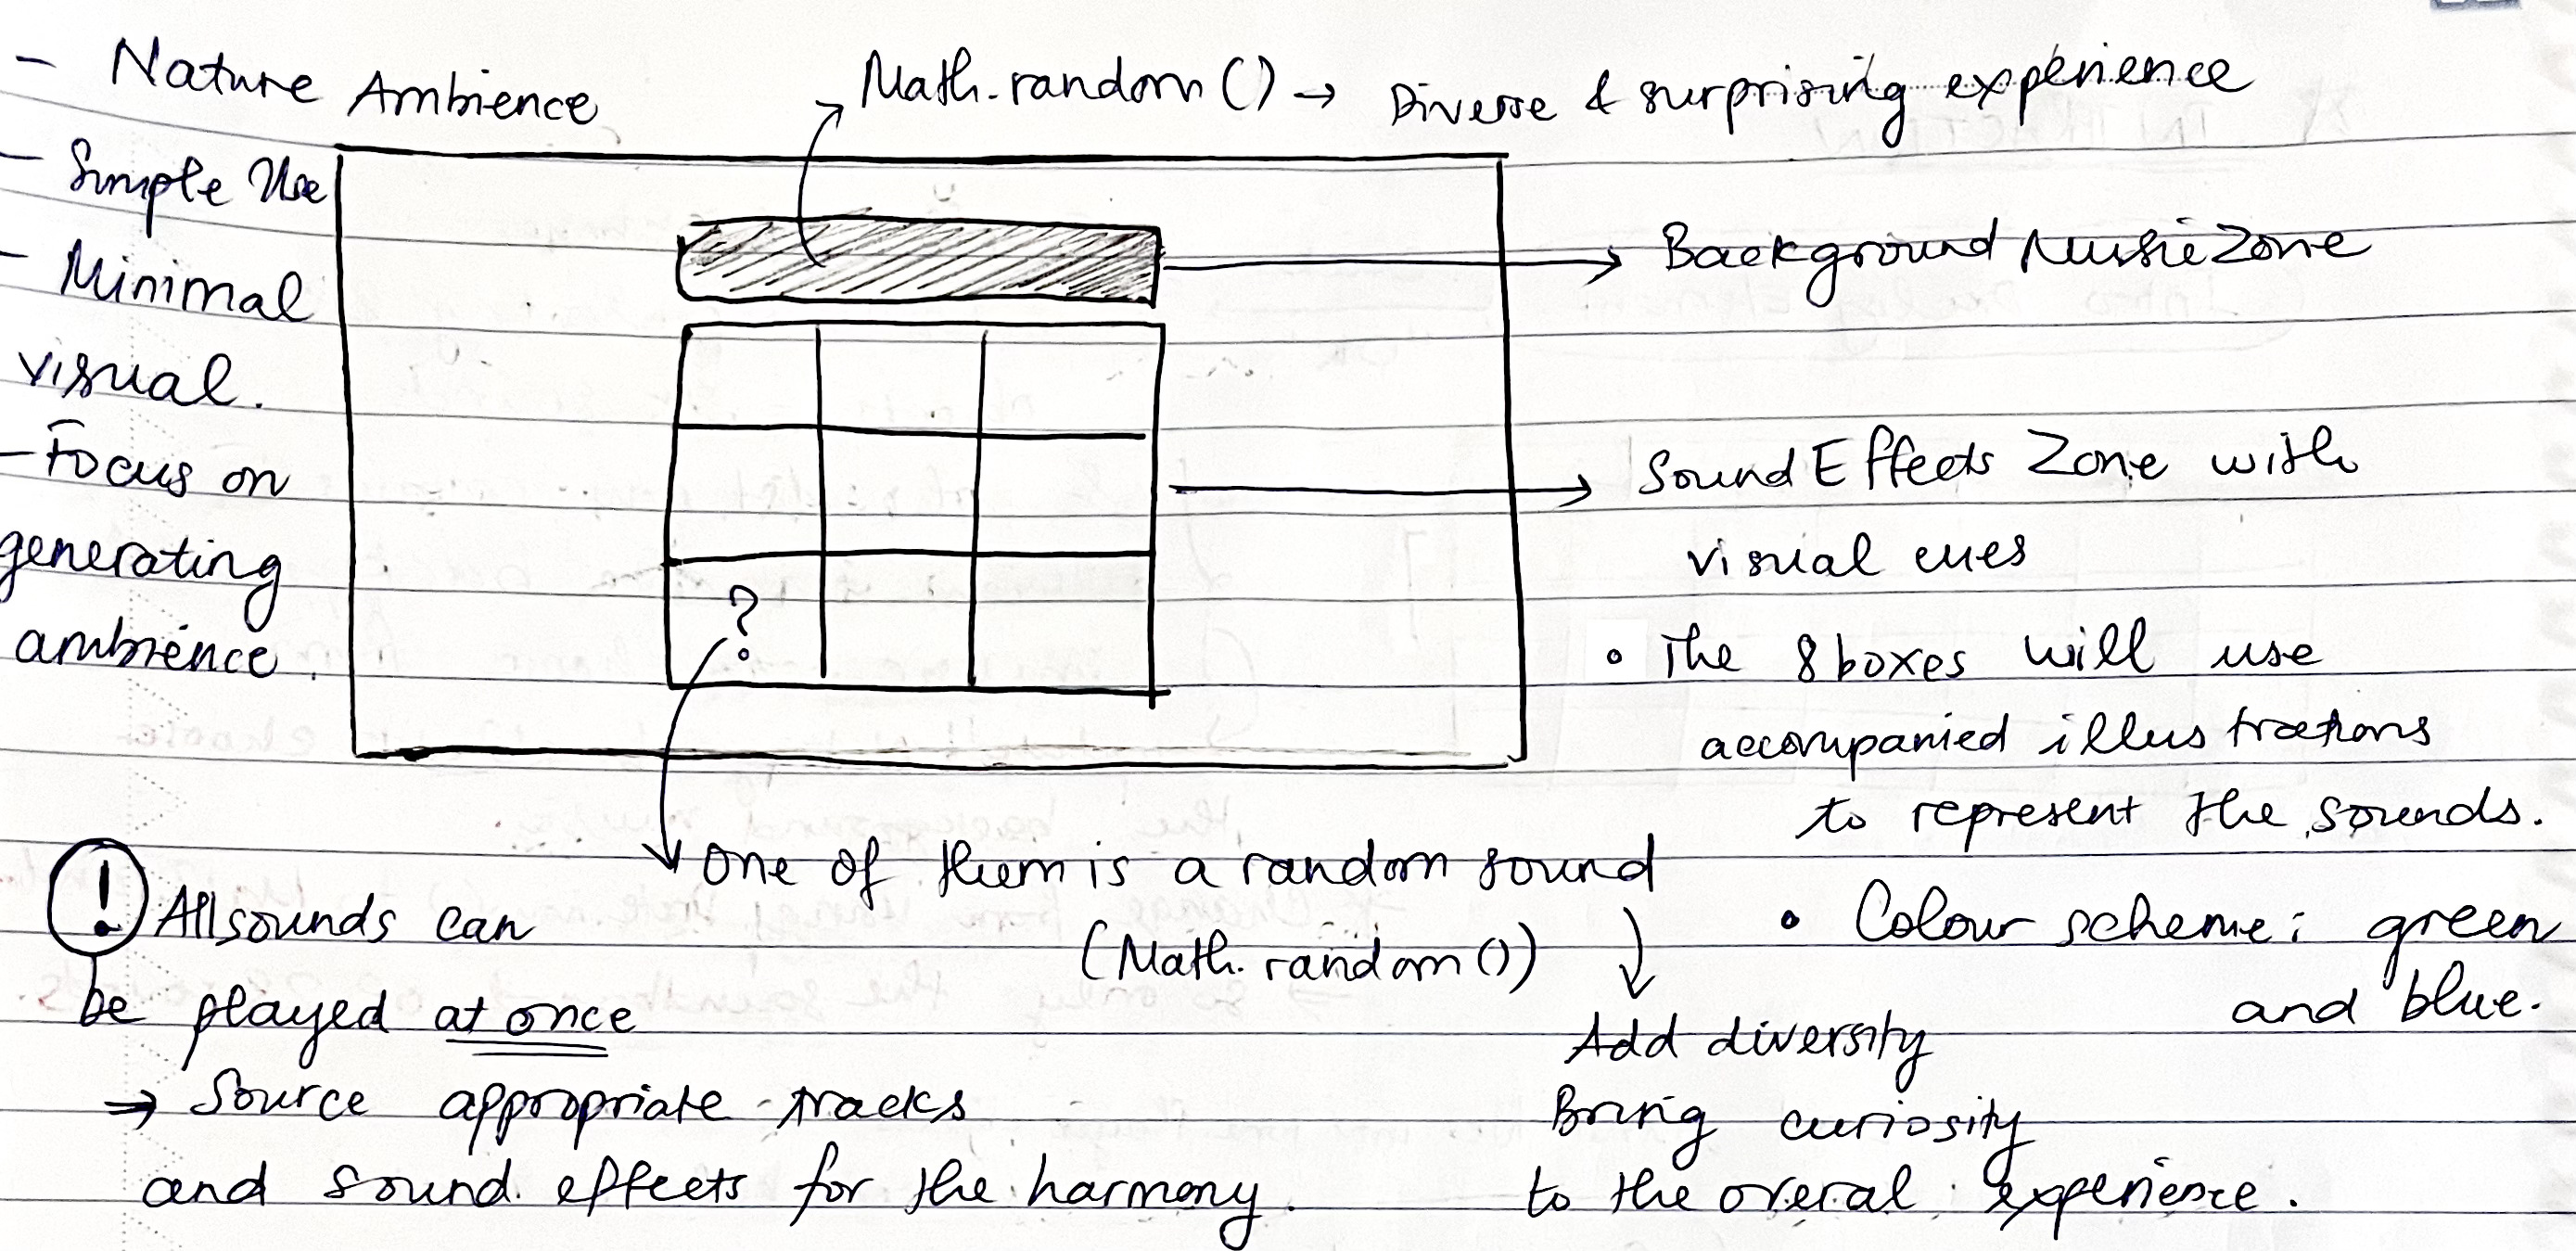 - Nature Ambience
- Simple Use
- Minimal
visual.
- Focus on
generating
ambience.
Math.random() → Diverse & surprising experience
→ Background Music Zone
→ Sound Effects Zone with
visual cues
• The 8 boxes will use
accompanied illustrations
to represent the sounds.
• Colour scheme: green
and blue.
?
One of them is a random sound
(Math.random())
Add diversity
Bring curiosity
to the overal experience.
! All sounds can
be played at once
→ Source appropriate tracks
and sound effects for the harmony.